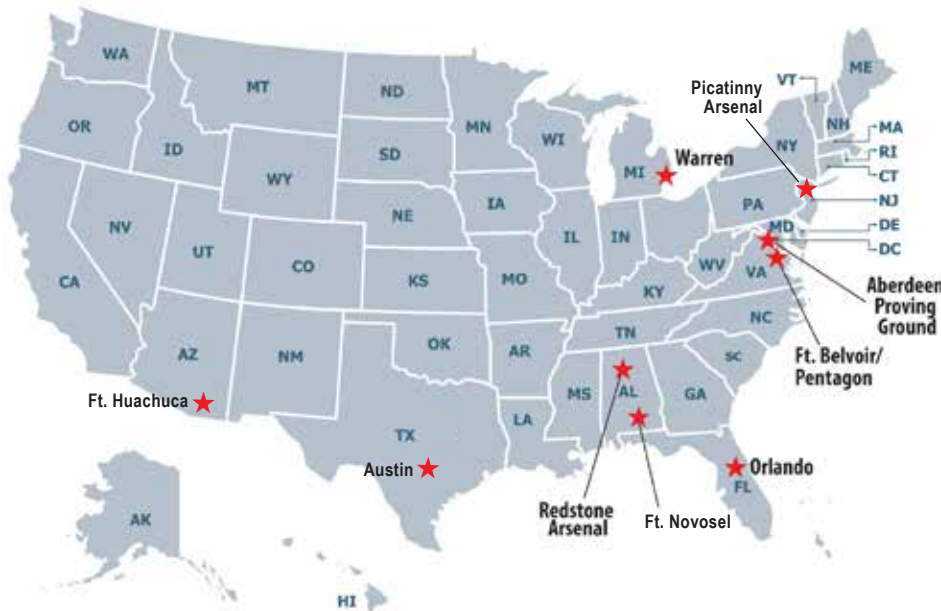 WA
MT
ND
MN
VT
ME
Picatinny
Arsenal
OR
ID
SD
WI
NY
NH
MA
RI
CT
WY
MI
Warren
NJ
NE
IA
PA
MD
DE
DC
NV
UT
CO
IL
IN
WV
CA
KS
MO
KY
VA
Aberdeen
Proving
Ground
AZ
NM
OK
AR
TN
NC
SC
Ft. Belvoir/
Pentagon
Ft. Huachuca
MS
AL
GA
TX
LA
Austin
Orlando
FL
Redstone
Arsenal
Ft. Novosel
AK
HI